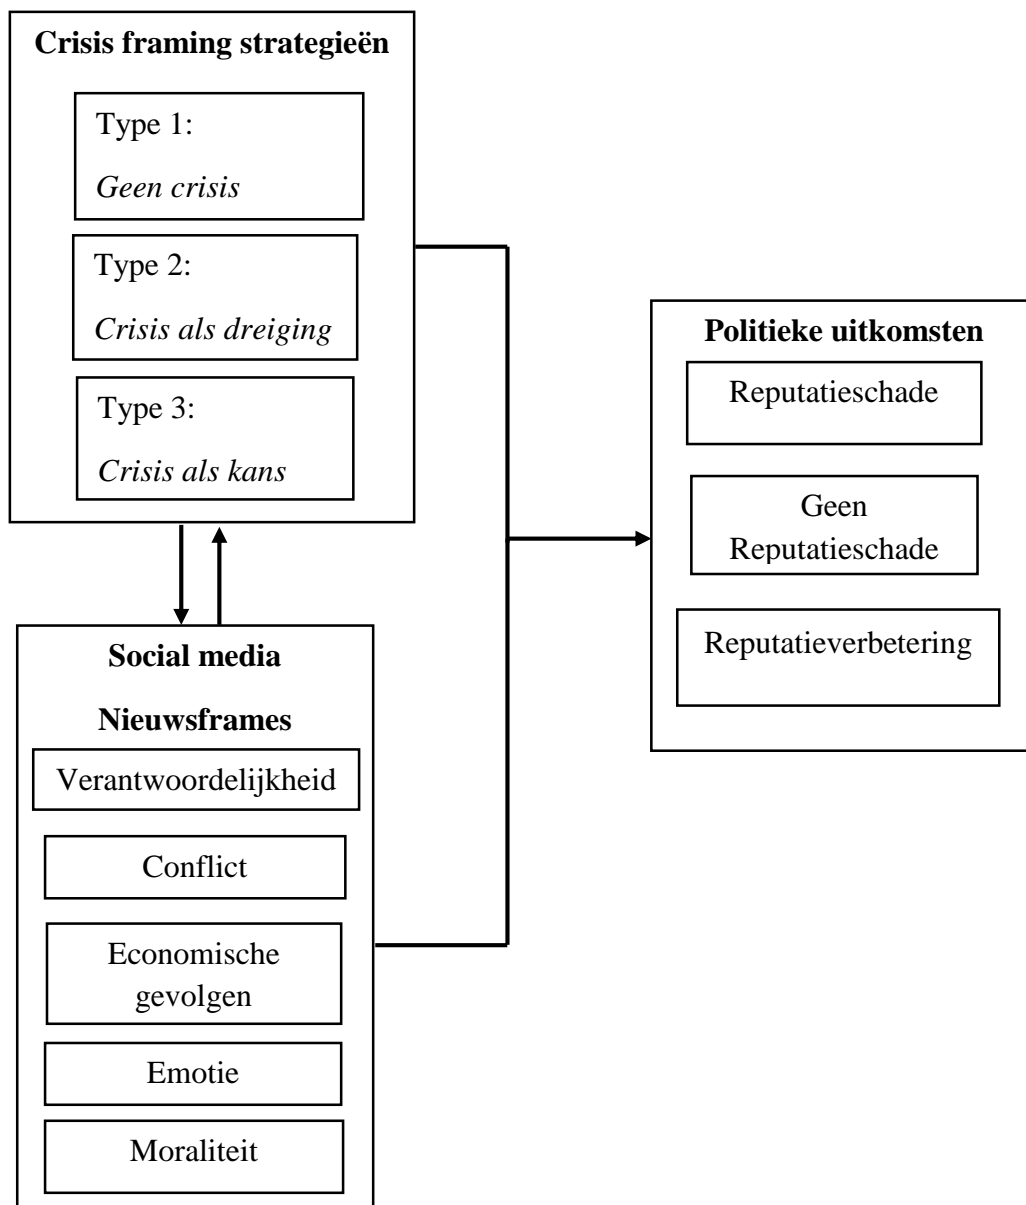 Crisis framing strategieën
Type 1:
Geen crisis
Type 2:
Crisis als dreiging
Type 3:
Crisis als kans
Social media
Nieuwsframes
Verantwoordelijkheid
Conflict
Economische
gevolgen
Emotie
Moraliteit
Politieke uitkomsten
Reputatieschade
Geen
Reputatieschade
Reputatieverbetering